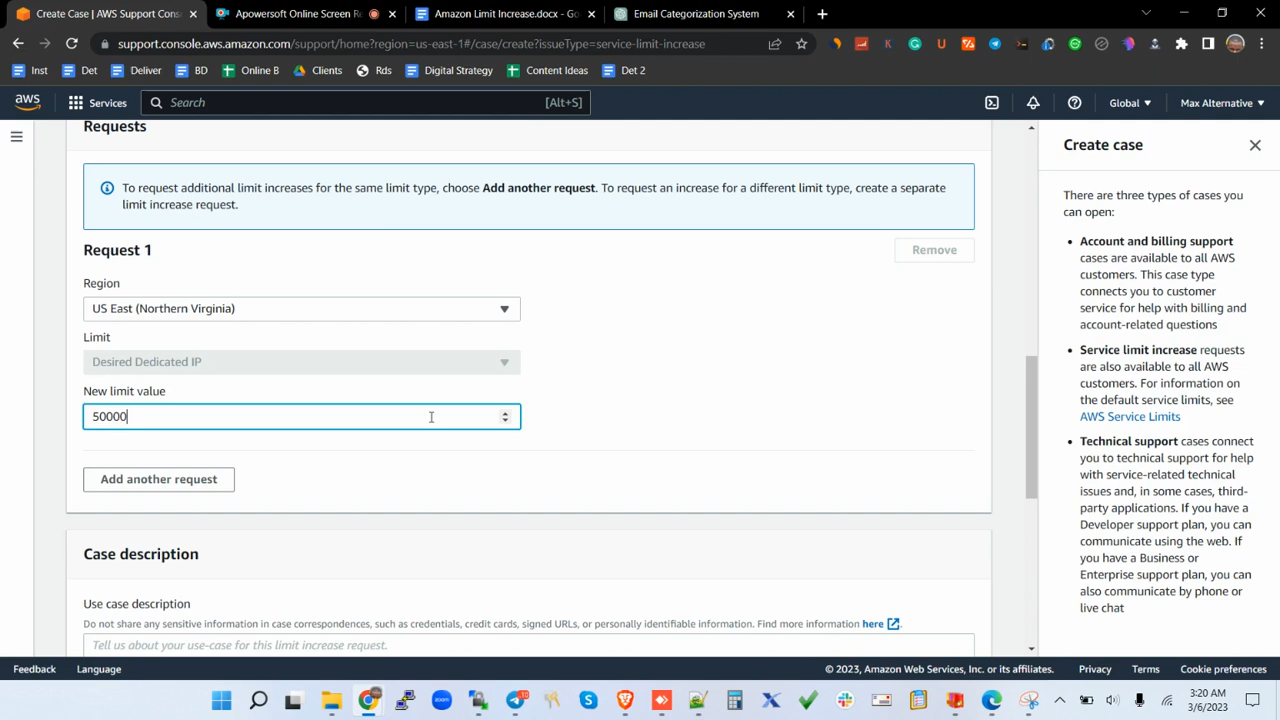 Create Case | AWS Support Cons
Apowersoft Online Screen Re
Amazon Limit Increase.docx - Go
Email Categorization System
support.console.aws.amazon.com/support/home?region=us-east-1#/case/create?issueType=service-limit-increase
Inst
Det
Deliver
BD
Online B
Clients
Rds
Digital Strategy
Content Ideas
Det 2
aws
Services
Search
[Alt+S]
Global
Max Alternative
Requests
To request additional limit increases for the same limit type, choose Add another request. To request an increase for a different limit type, create a separate
limit increase request.
Request 1
Remove
Region
US East (Northern Virginia)
Limit
Desired Dedicated IP
New limit value
50000
Add another request
Case description
Use case description
Do not share any sensitive information in case correspondences, such as credentials, credit cards, signed URLs, or personally identifiable information. Find more information here.
Tell us about your use-case for this limit increase request.
Create case
There are three types of cases you
can open:
• Account and billing support
cases are available to all AWS
customers. This case type
connects you to customer
service for help with billing and
account-related questions
• Service limit increase requests
are also available to all AWS
customers. For information on
the default service limits, see
AWS Service Limits
• Technical support cases connect
you to technical support for help
with service-related technical
issues and, in some cases, third-
party applications. If you have a
Developer support plan, you can
communicate using the web. If
you have a Business or
Enterprise support plan, you can
also communicate by phone or
live chat
Feedback
Language
© 2023, Amazon Web Services, Inc. or its affiliates.
Privacy
Terms
Cookie preferences
zoom
10
3:20 AM
3/6/2023